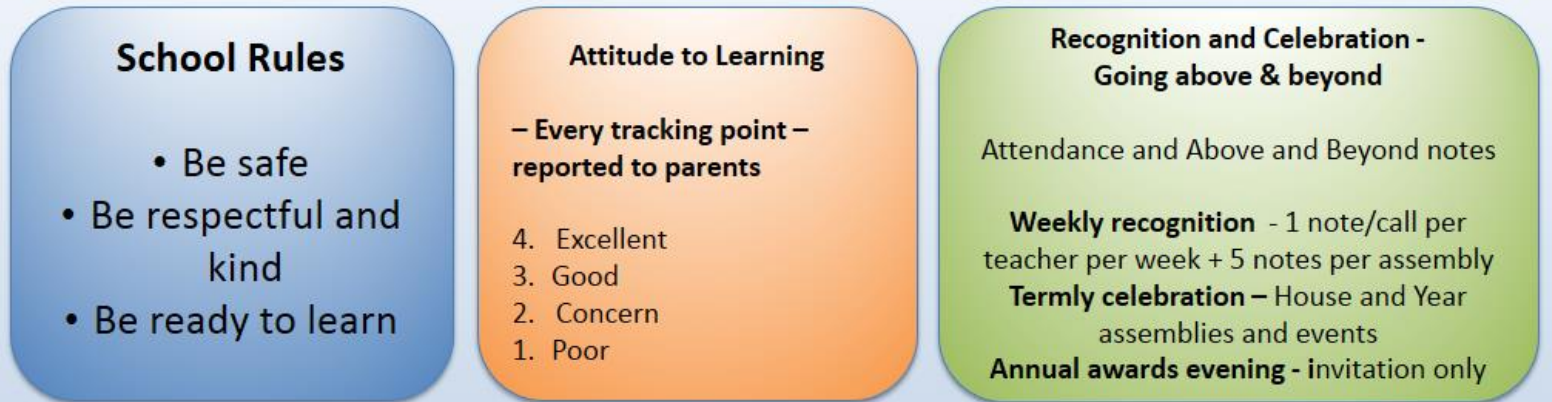 School Rules
• Be safe
• Be respectful and
kind
• Be ready to learn
Attitude to Learning
– Every tracking point –
reported to parents
4. Excellent
3. Good
2. Concern
1. Poor
Recognition and Celebration -
Going above & beyond
Attendance and Above and Beyond notes
Weekly recognition - 1 note/call per
teacher per week + 5 notes per assembly
Termly celebration – House and Year
assemblies and events
Annual awards evening - invitation only